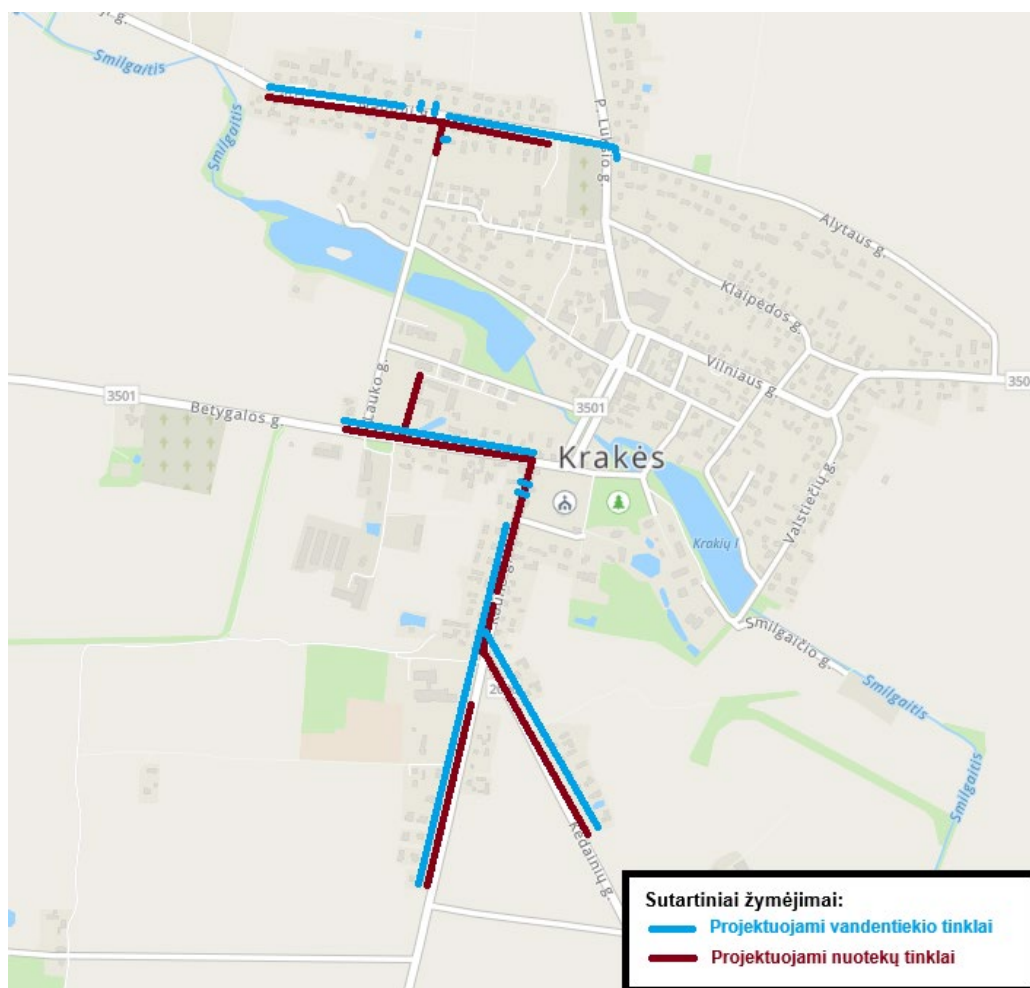 Smilgaitis
Smilgaitis
P. Lukšio g.
Alytaus g.
Klaipėdos g.
Vilniaus g.
3501
3501
Betygalos g.
Lauko g.
Krakės
Valstiečių g.
Krakių I
Smilgaičio g.
Smilgaitis
Smilgaitis
Kėdainių g.
Sutartiniai žymėjimai:
Projektuojami vandentiekio tinklai
Projektuojami nuotekų tinklai